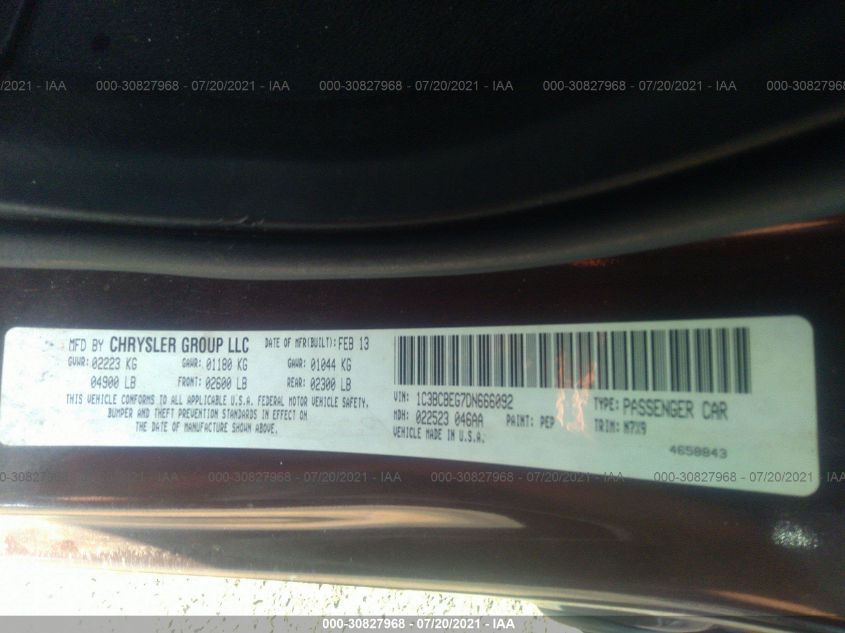 2021 - IAA 000-30827968 - 07/20/2021 - IAA 000-30827968 - 07/20/2021 - IAA 000-30827968 - 07/20/2021 - IAA 000-3082
MFD BY CHRYSLER GROUP LLC DATE OF MFR(BUILT): FEB 13
GVWR: 02223 KG GAWR: 01180 KG GAWR: 01044 KG
04900 LB FRONT: 02600 LB REAR: 02300 LB
THIS VEHICLE CONFORMS TO ALL APPLICABLE U.S.A. FEDERAL MOTOR VEHICLE SAFETY,
BUMPER AND THEFT PREVENTION STANDARDS IN EFFECT ON
THE DATE OF MANUFACTURE SHOWN ABOVE.
VIN: 1C3BCBEG7DN666092 TYPE: PASSENGER CAR
MDH: 022523 046AA PAINT: PEP TRIM: M7X9
VEHICLE MADE IN U.S.A. 4658843
30827968 - 07/20/2021 - IAA 000-30827968 - 07/20/2021 - IAA 000-30827968 - 07/20/2021 - IAA 000-30827968 - 07/20/2021 - IAA
000-30827968 - 07/20/2021 - IAA